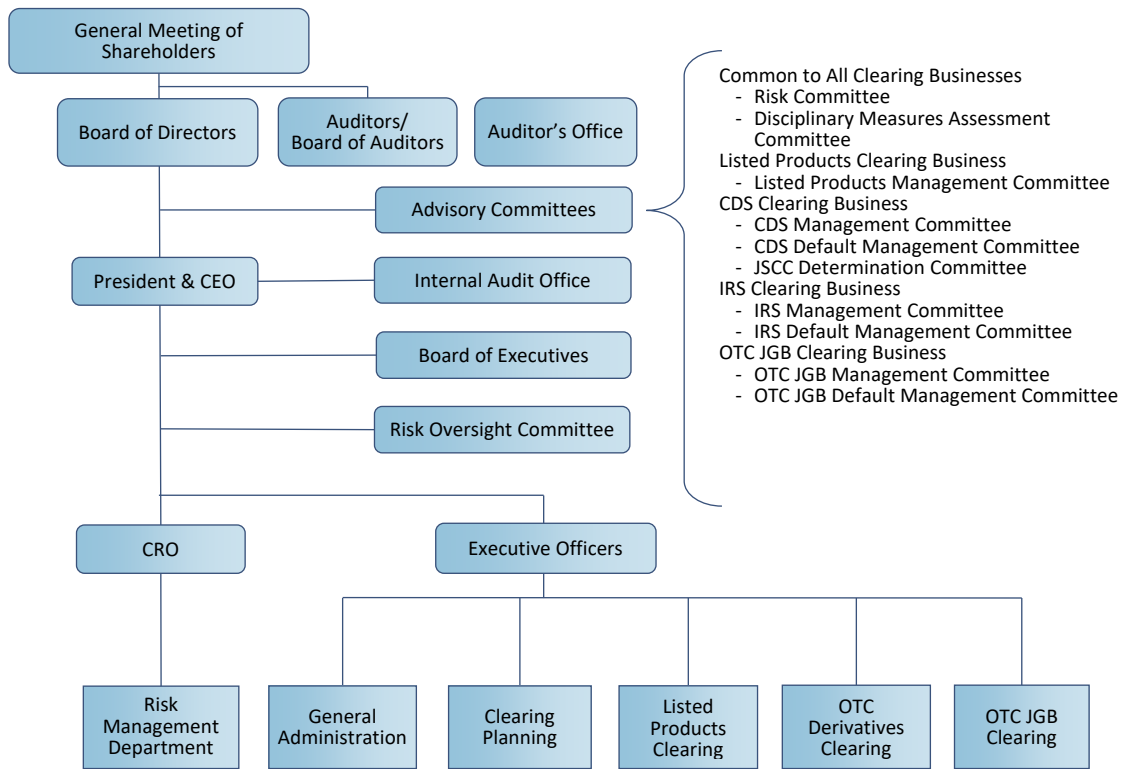 General Meeting of
Shareholders
Board of Directors
Auditors/
Board of Auditors
Auditor’s Office
Advisory Committees
President & CEO
Internal Audit Office
Board of Executives
Risk Oversight Committee
Common to All Clearing Businesses
- Risk Committee
- Disciplinary Measures Assessment
Committee
Listed Products Clearing Business
- Listed Products Management Committee
CDS Clearing Business
- CDS Management Committee
- CDS Default Management Committee
- JSCC Determination Committee
IRS Clearing Business
- IRS Management Committee
- IRS Default Management Committee
OTC JGB Clearing Business
- OTC JGB Management Committee
- OTC JGB Default Management Committee
CRO
Executive Officers
Risk
Management
Department
General
Administration
Clearing
Planning
Listed
Products
Clearing
OTC
Derivatives
Clearing
OTC JGB
Clearing